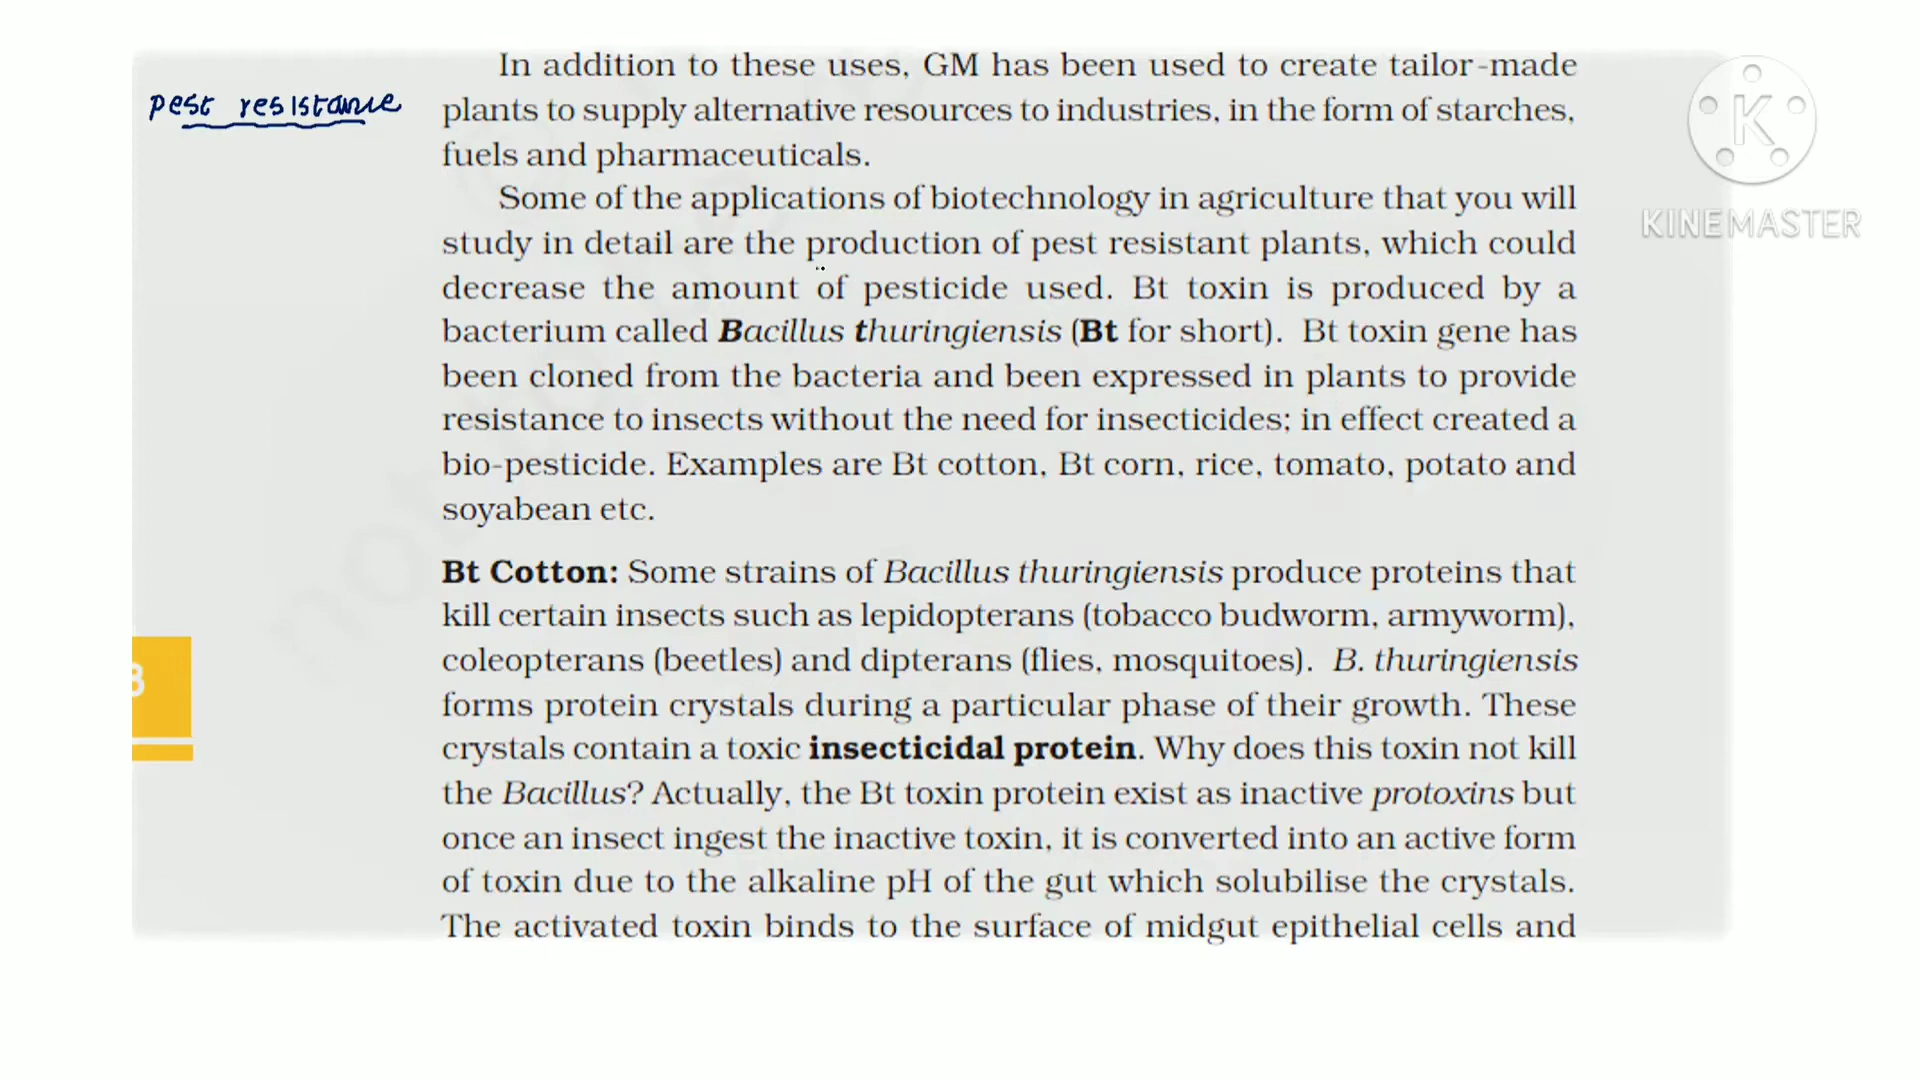 pest resistance
In addition to these uses, GM has been used to create tailor-made
plants to supply alternative resources to industries, in the form of starches,
fuels and pharmaceuticals.
Some of the applications of biotechnology in agriculture that you will
study in detail are the production of pest resistant plants, which could
decrease the amount of pesticide used. Bt toxin is produced by a
bacterium called Bacillus thuringiensis (Bt for short). Bt toxin gene has
been cloned from the bacteria and been expressed in plants to provide
resistance to insects without the need for insecticides; in effect created a
bio-pesticide. Examples are Bt cotton, Bt corn, rice, tomato, potato and
soyabean etc.
Bt Cotton: Some strains of Bacillus thuringiensis produce proteins that
kill certain insects such as lepidopterans (tobacco budworm, armyworm),
coleopterans (beetles) and dipterans (flies, mosquitoes). B. thuringiensis
forms protein crystals during a particular phase of their growth. These
crystals contain a toxic insecticidal protein. Why does this toxin not kill
the Bacillus? Actually, the Bt toxin protein exist as inactive protoxins but
once an insect ingest the inactive toxin, it is converted into an active form
of toxin due to the alkaline pH of the gut which solubilise the crystals.
The activated toxin binds to the surface of midgut epithelial cells and
K
KINEMASTER